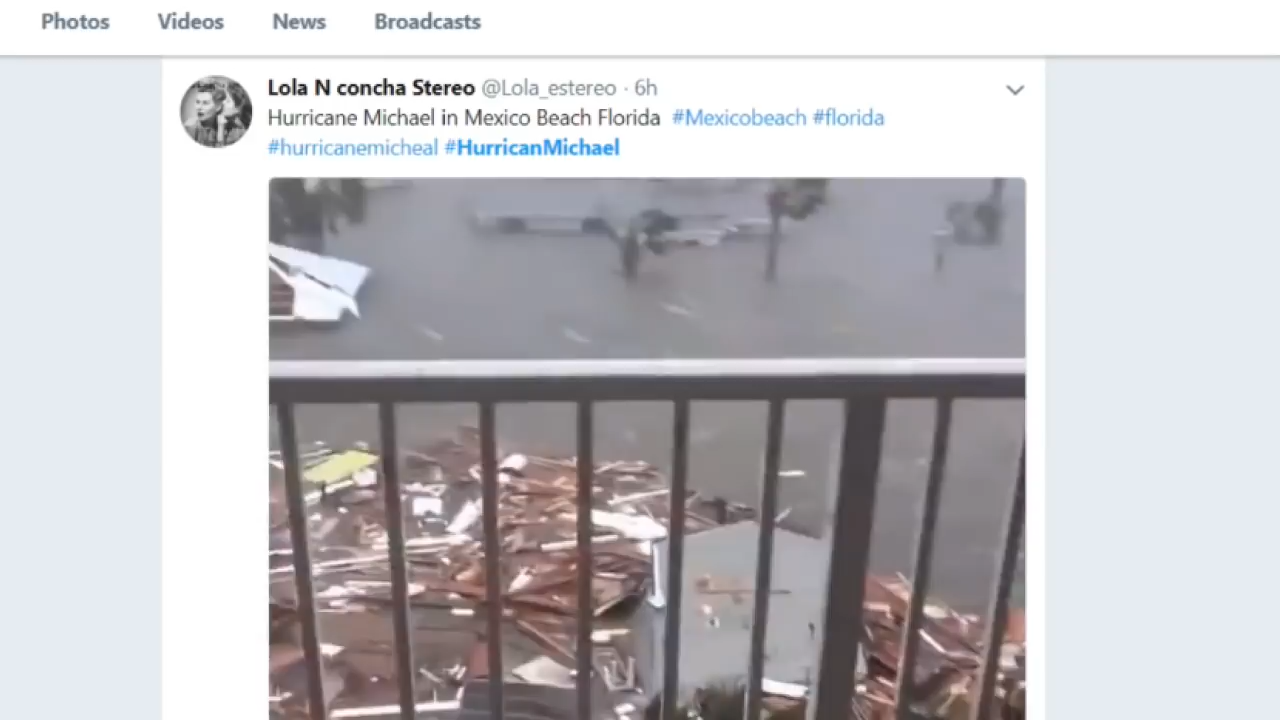 Photos Videos News Broadcasts
Lola N concha Stereo @Lola_estereo · 6h
Hurricane Michael in Mexico Beach Florida #Mexicobeach #florida
#hurricanemicheal #HurricanMichael